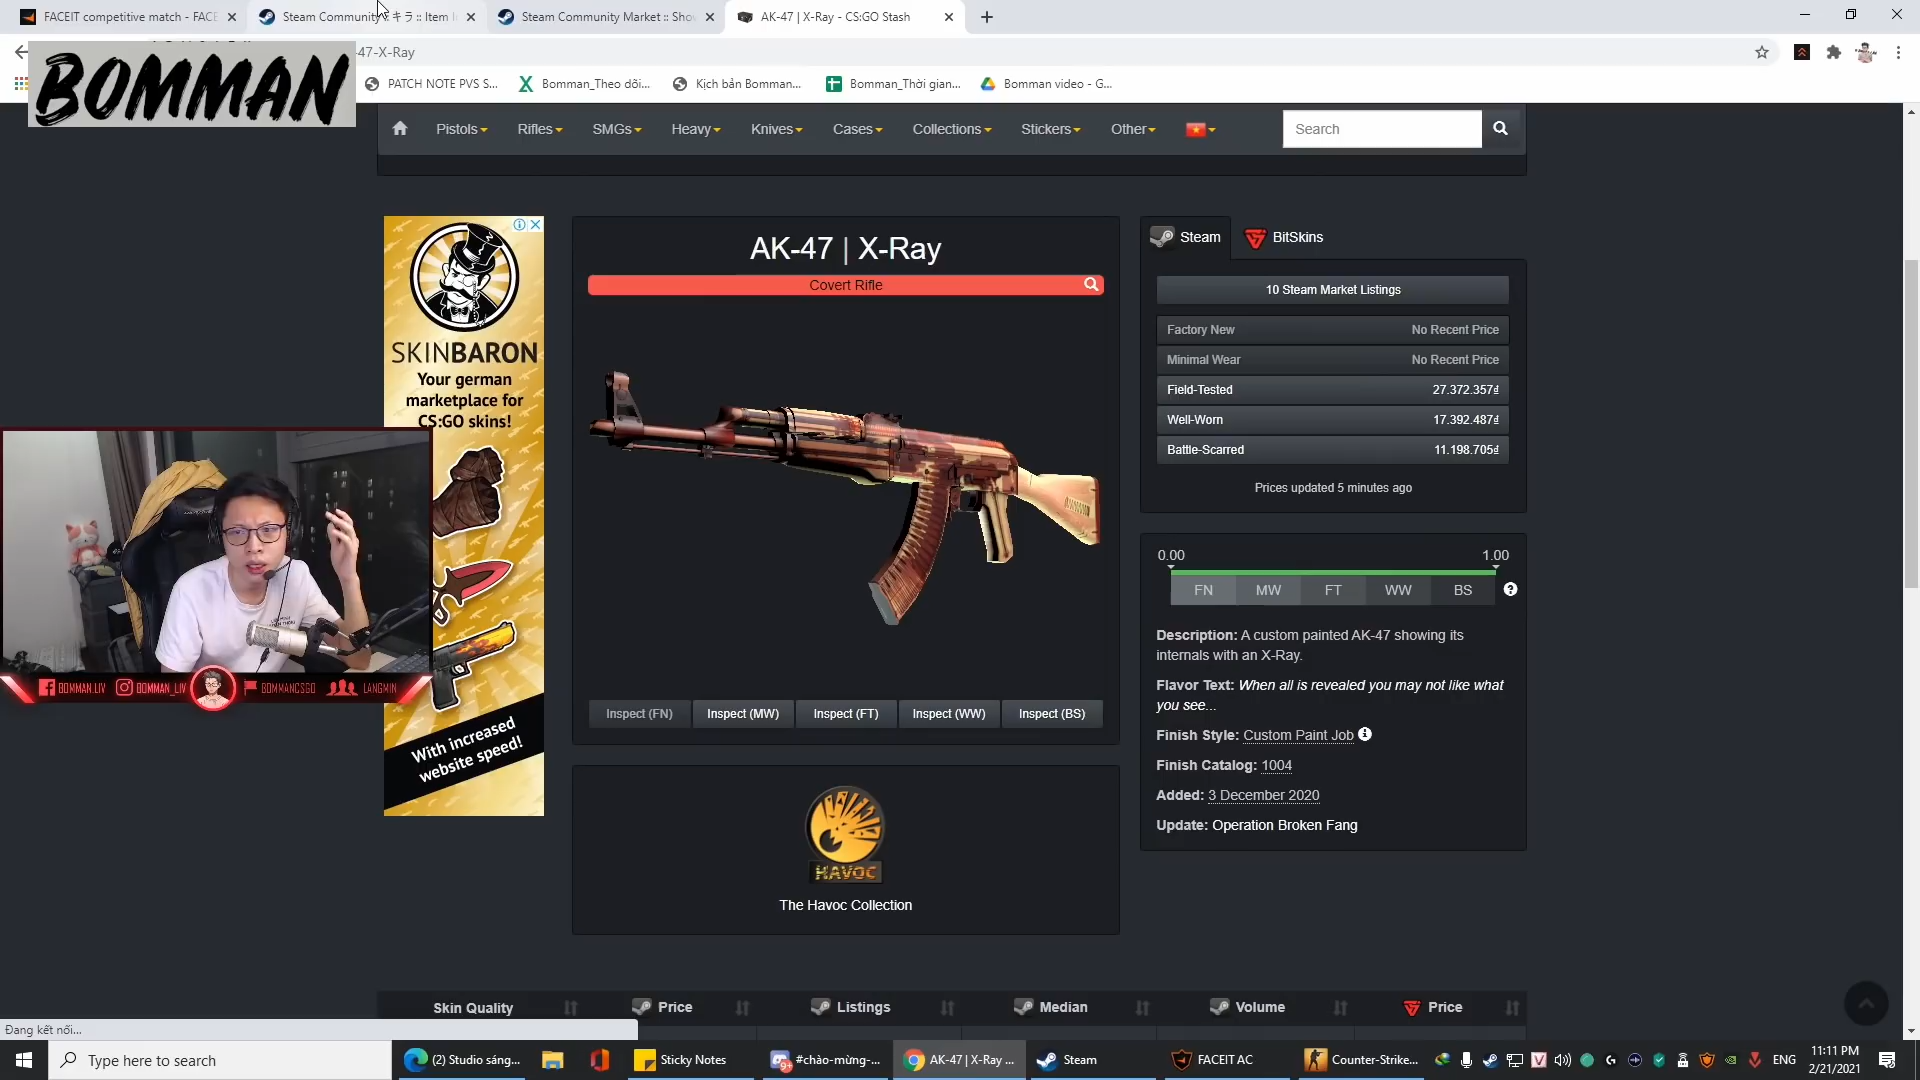 FACEIT competitive match - FACE
Steam Community
キラ :: Item I
Steam Community Market :: Sho
AK-47 | X-Ray - CS:GO Stash
BOMMAN
-47-X-Ray
PATCH NOTE PVS S...
Bomman_Theo dõi...
Kịch bản Bomman...
Bomman_Thời gian...
Bomman video - G...
Pistols
Rifles
SMGs
Heavy
Knives
Cases
Collections
Stickers
Other
Search
SKINBARON
Your german
marketplace for
CS:GO skins!
With increased
website speed!
AK-47 | X-Ray
Covert Rifle
Inspect (FN)
Inspect (MW)
Inspect (FT)
Inspect (WW)
Inspect (BS)
HAVOC
The Havoc Collection
Steam
BitSkins
10 Steam Market Listings
Factory New No Recent Price
Minimal Wear No Recent Price
Field-Tested 27.372.357₫
Well-Worn 17.392.487₫
Battle-Scarred 11.198.705₫
Prices updated 5 minutes ago
0.00 1.00
FN MW FT WW BS
Description: A custom painted AK-47 showing its
internals with an X-Ray.
Flavor Text: When all is revealed you may not like what
you see...
Finish Style: Custom Paint Job
Finish Catalog: 1004
Added: 3 December 2020
Update: Operation Broken Fang
BOMMAN.LIV
BOMMAN_LIV
BOMMANCSGO
LANGMIN
Skin Quality
Price
Listings
Median
Volume
Price
Đang kết nối...
Type here to search
(2) Studio sáng...
Sticky Notes
#chào-mừng-...
9+
AK-47 | X-Ray ...
Steam
FACEIT AC
Counter-Strike...
ENG
11:11 PM
2/21/2021